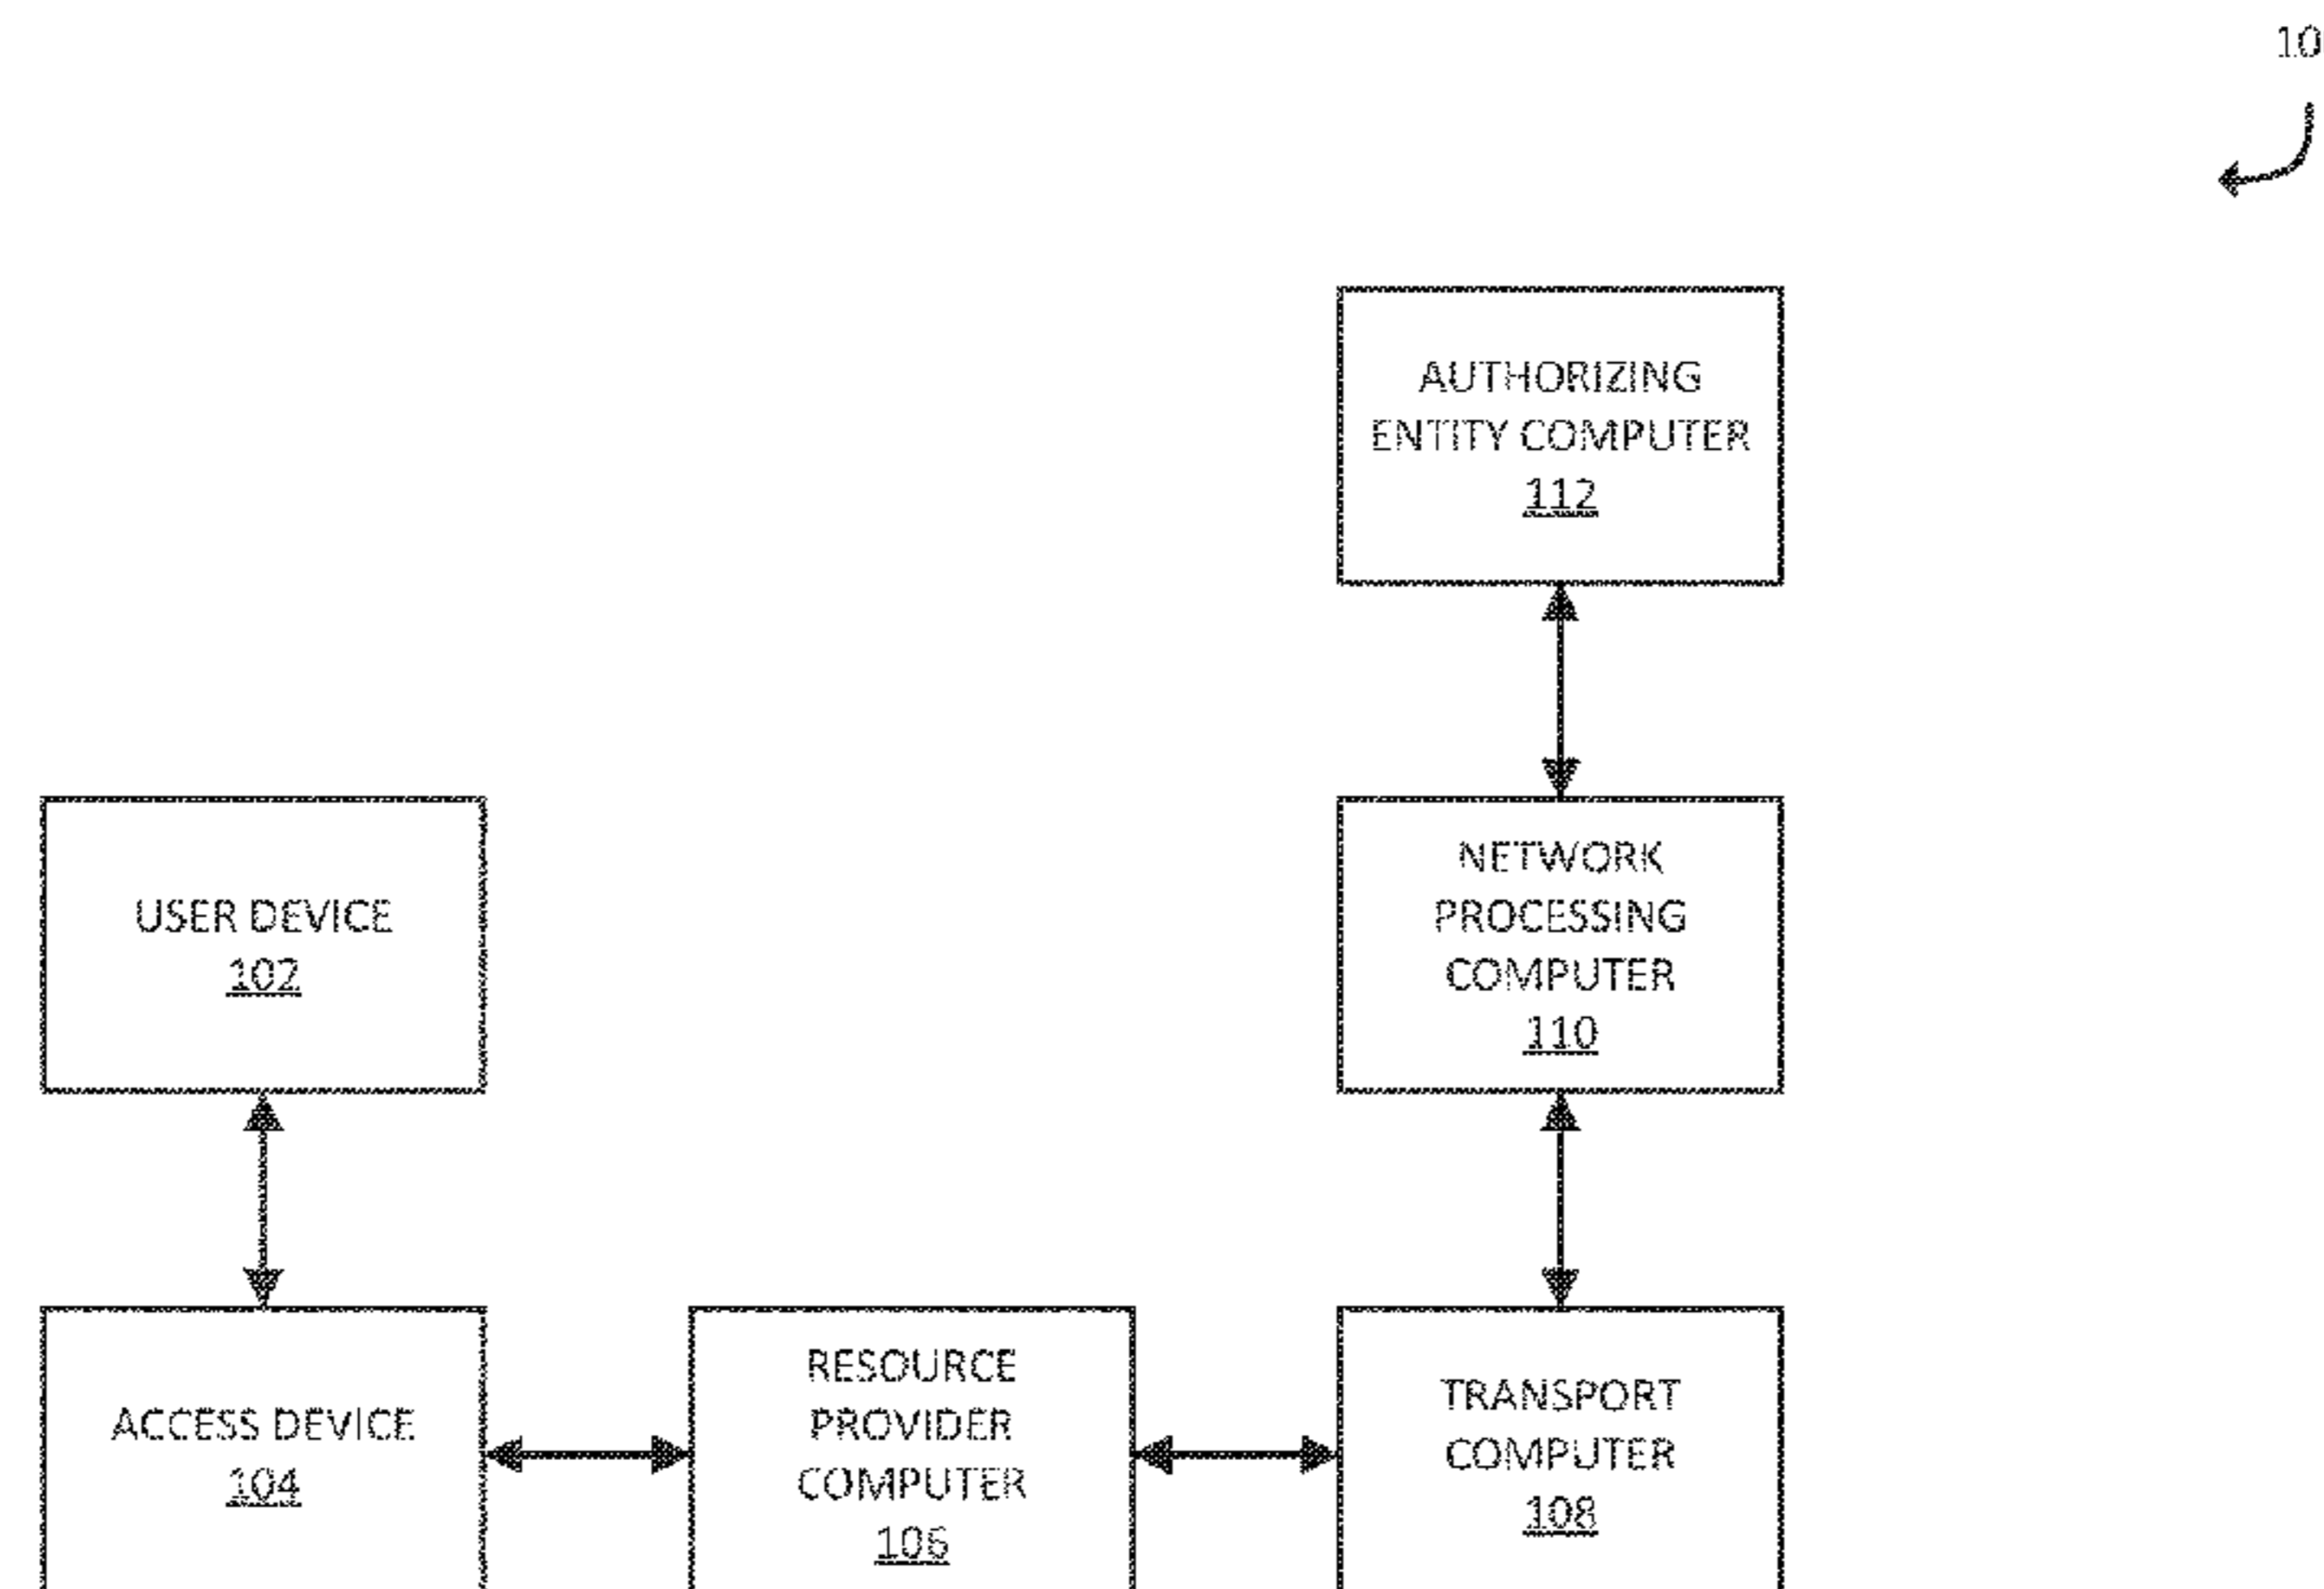 10
AUTHORIZING
ENTITY COMPUTER
112
USER DEVICE
102
NETWORK
PROCESSING
COMPUTER
110
ACCESS DEVICE
104
RESOURCE
PROVIDER
COMPUTER
106
TRANSPORT
COMPUTER
108